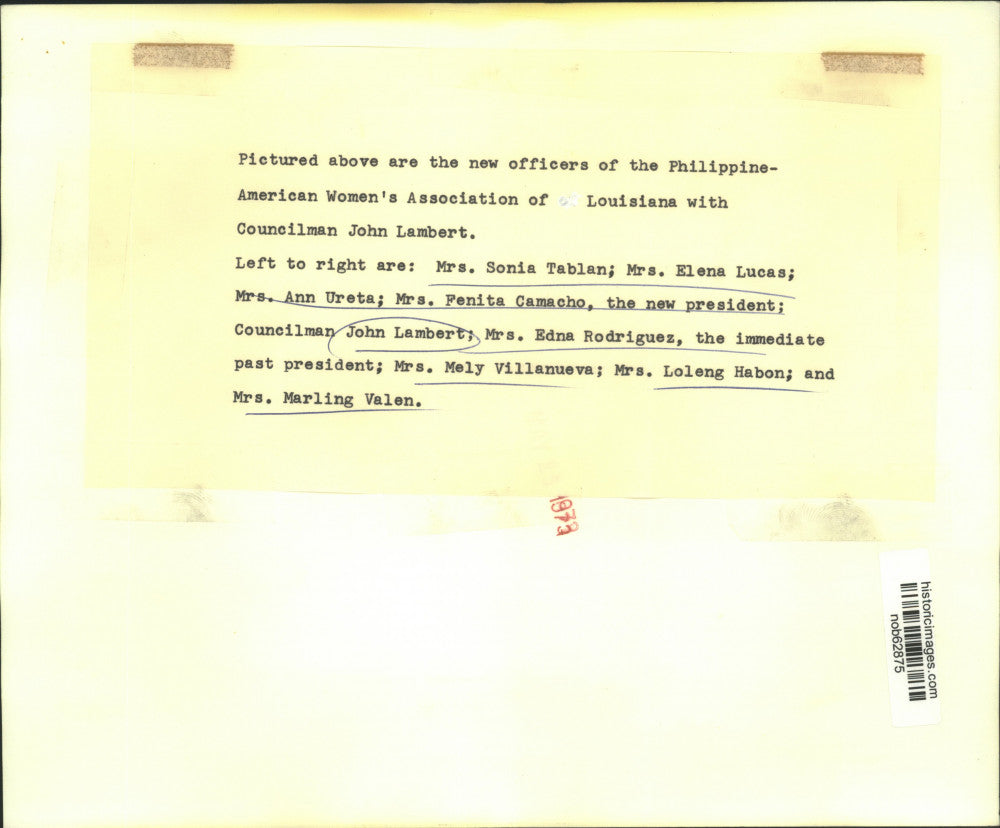 Pictured above are the new officers of the Philippine-
American Women's Association of Louisiana with
Councilman John Lambert.
Left to right are: Mrs. Sonia Tablan; Mrs. Elena Lucas;
Mrs. Ann Ureta; Mrs. Fenita Camacho, the new president;
Councilman John Lambert; Mrs. Edna Rodriguez, the immediate
past president; Mrs. Mely Villanueva; Mrs. Loleng Habon; and
Mrs. Marling Valen.
1973
historicimages.com
nob62875